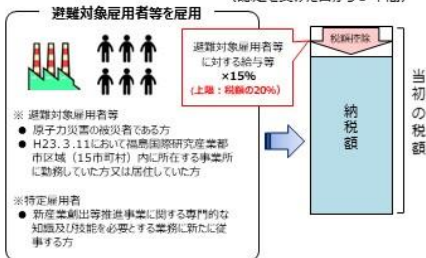 避難対象雇用者等を雇用
避難対象雇用者等
に対する給与等
×15%
(上限：税額の20%)
税額控除
納税額
当初の税額
※ 避難対象雇用者等
● 原子力災害の被災者である方
● H23.3.11において福島国際研究産業都
市区域（15市町村）内に所在する事業所
に勤務していた方又は居住していた方
※特定雇用者
● 新産業創出等推進事業に関する専門的な
知識及び技能を必要とする業務に新たに従
事する方